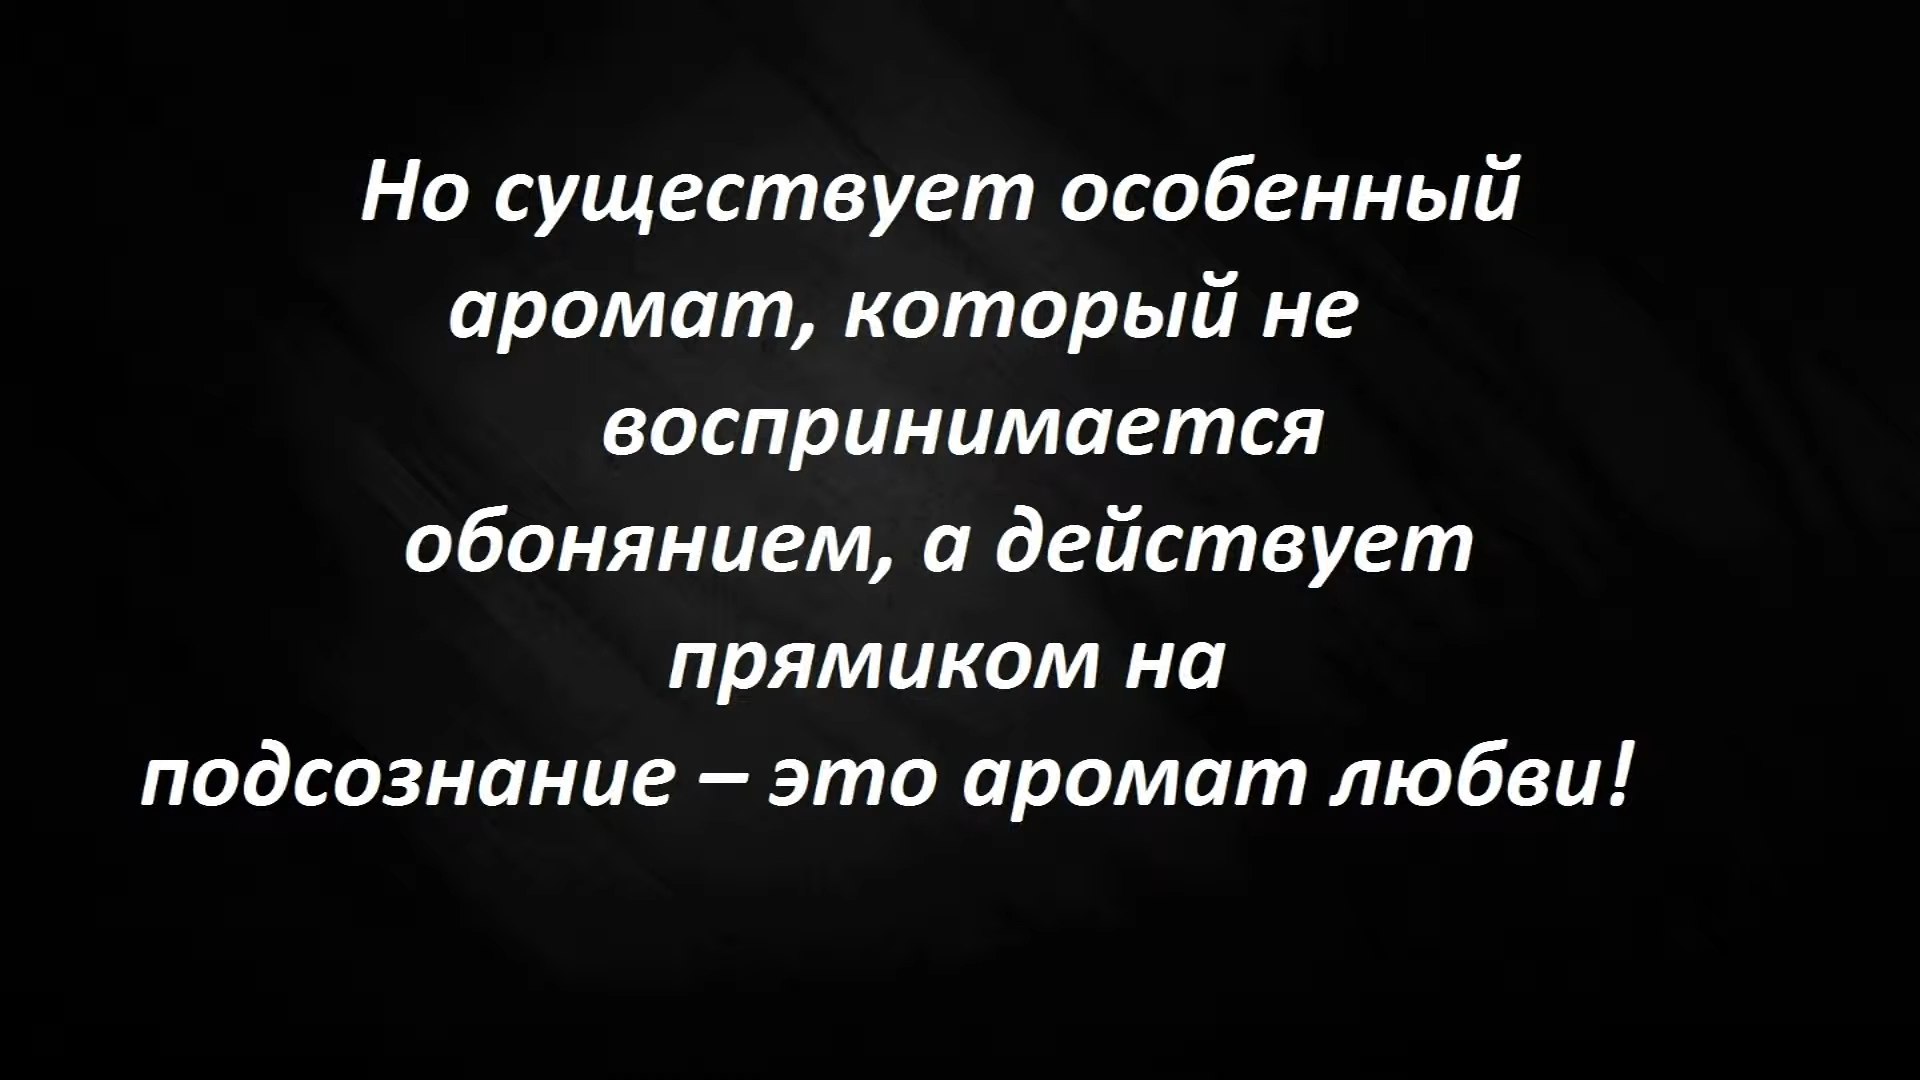 Но существует особенный
аромат, который не
воспринимается
обонянием, а действует
прямиком на
подсознание – это аромат любви!